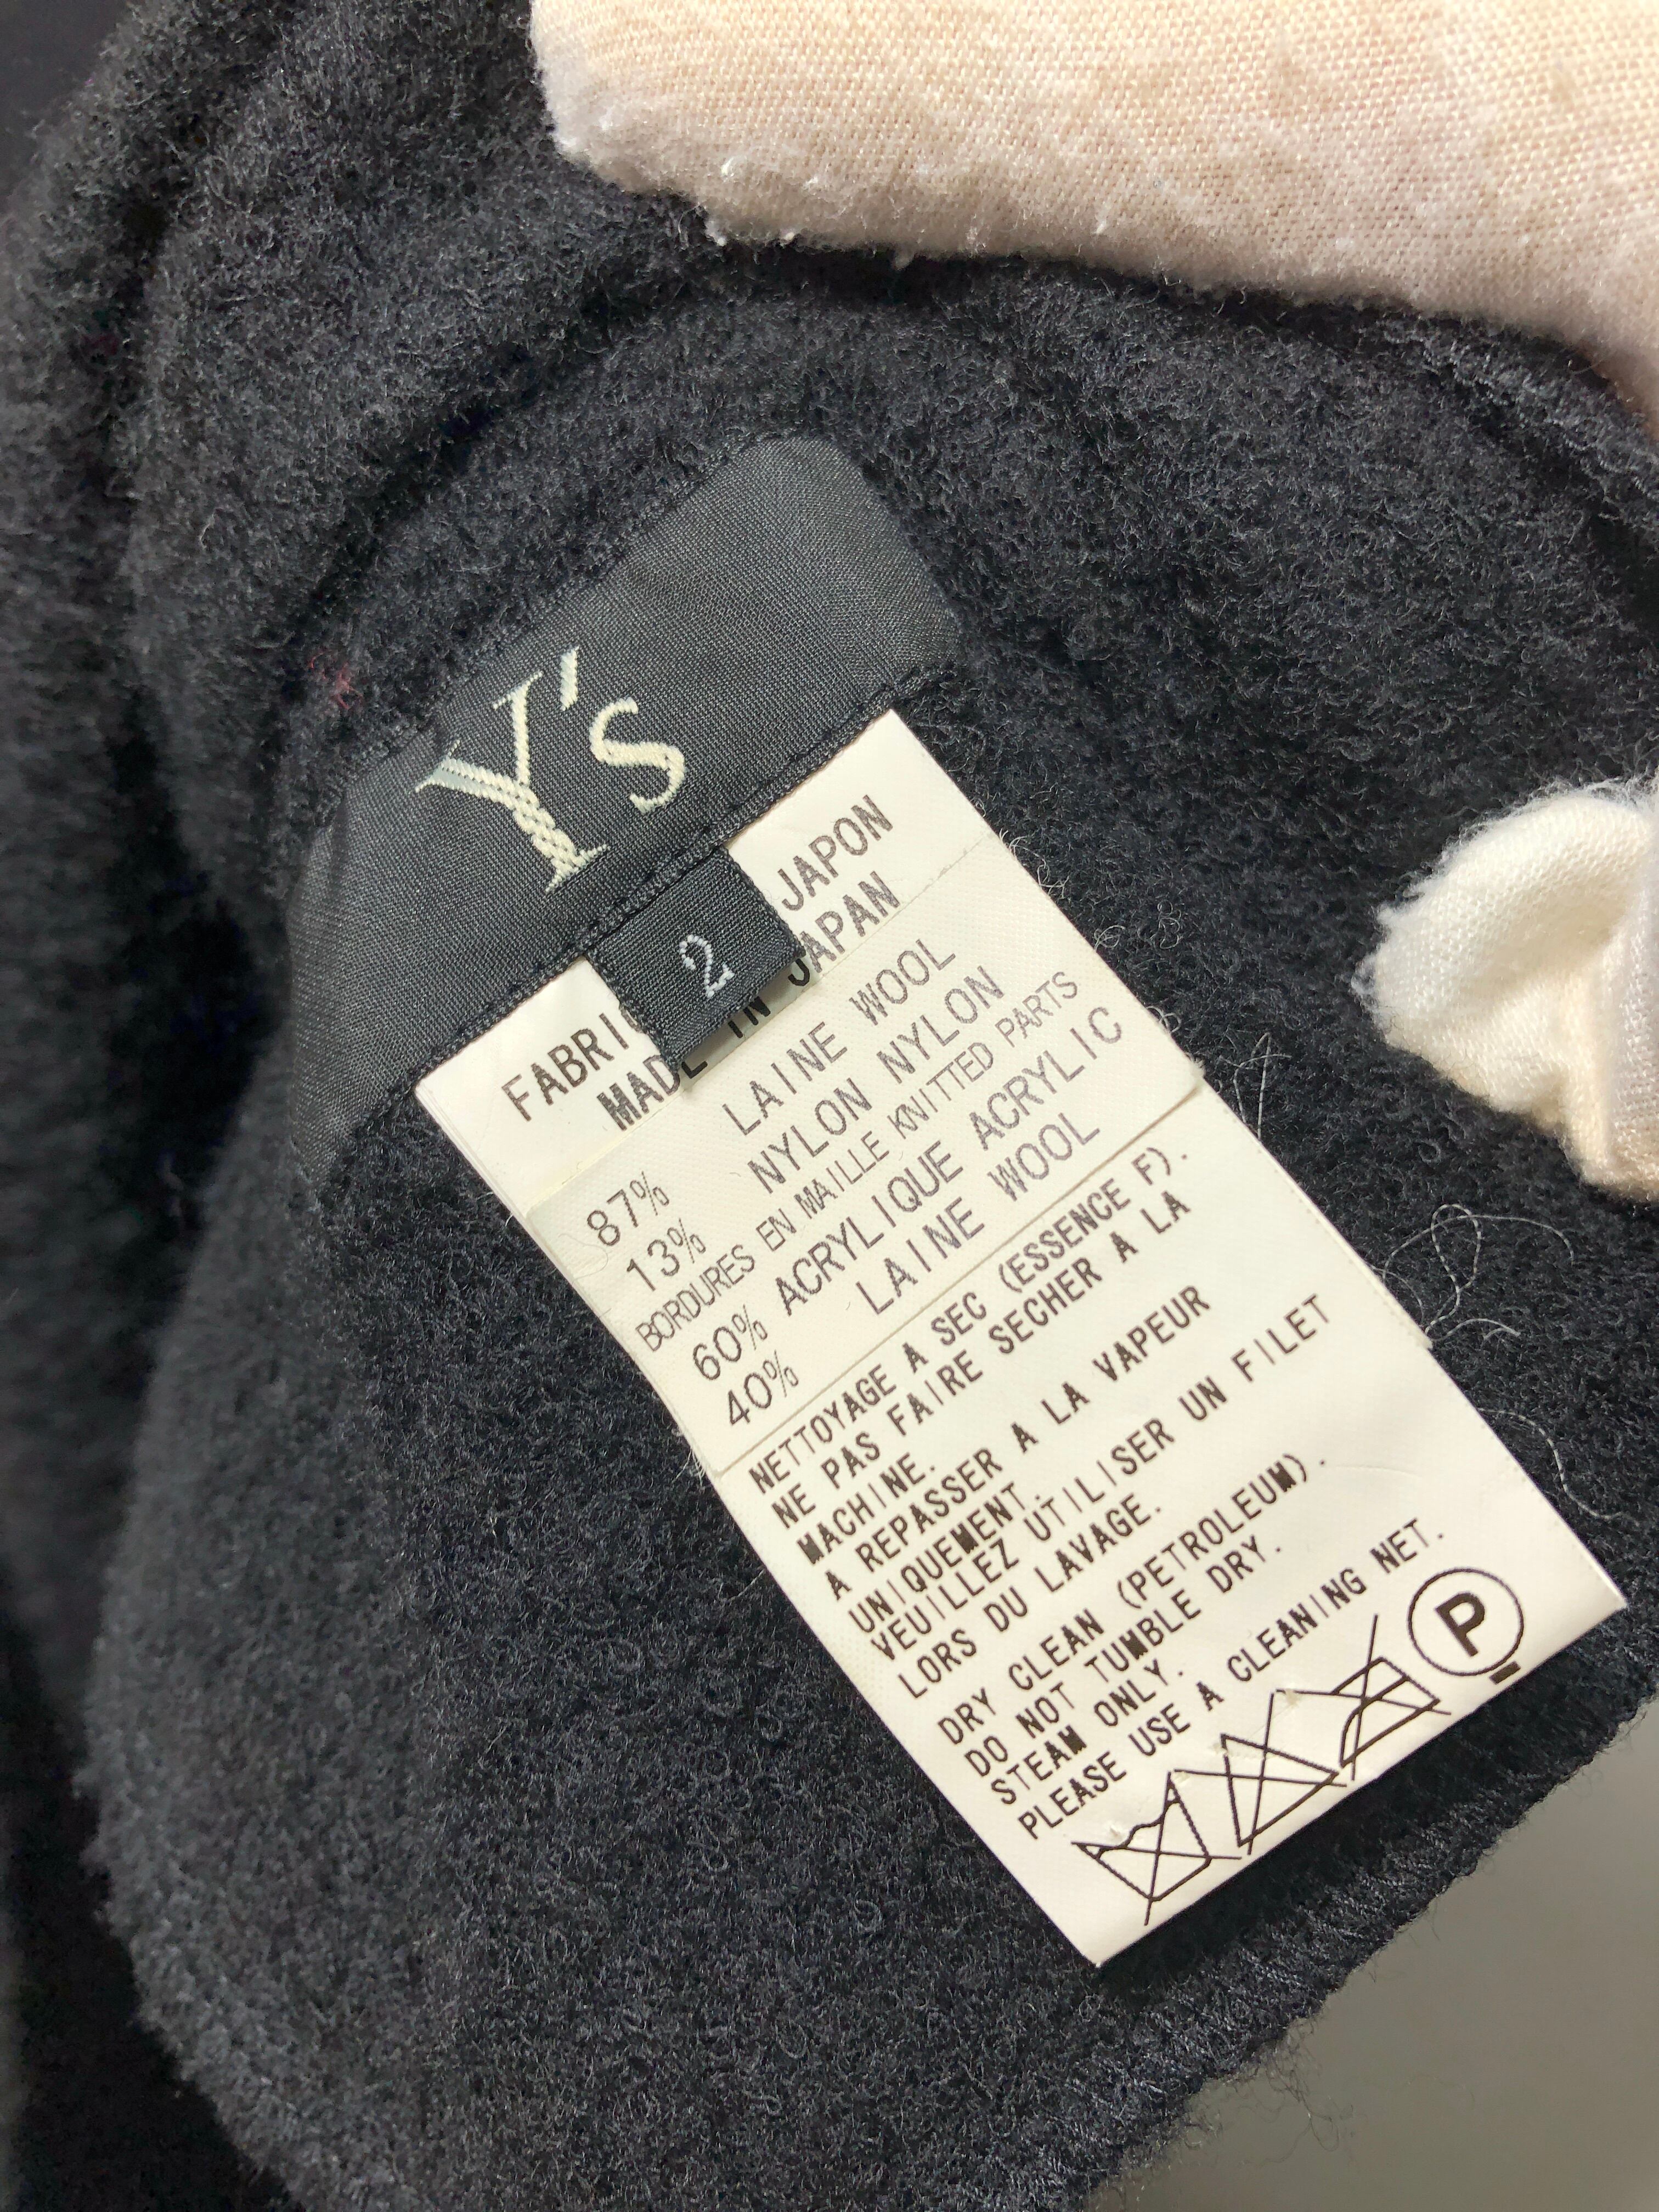 Y's
2
FABRI JAPON
MADE IN JAPAN
87% LAINE WOOL
13% NYLON NYLON
BORDURES EN MAILLE KNITTED PARTS
60% ACRYLIQUE ACRYLIC
40% LAINE WOOL
NETTOYAGE A SEC (ESSENCE F).
NE PAS FAIRE SECHER A LA
MACHINE.
A REPASSER A LA VAPEUR
UNIQUEMENT.
VEUILLEZ UTILISER UN FILET
LORS DU LAVAGE.
DRY CLEAN (PETROLEUM).
DO NOT TUMBLE DRY.
STEAM ONLY.
PLEASE USE A CLEANING NET.
P